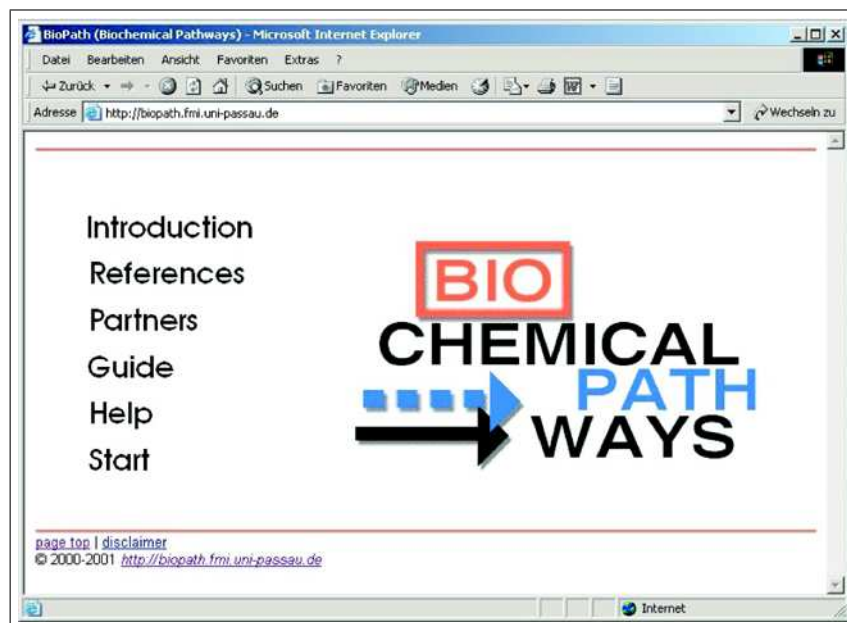 BioPath (Biochemical Pathways) - Microsoft Internet Explorer
Datei Bearbeiten Ansicht Favoriten Extras ?
Zurück Suchen Favoriten Medien
Adresse http://biopath.fmi.uni-passau.de Wechseln zu
Introduction
References
Partners
Guide
Help
Start
BIO
CHEMICAL
PATH
WAYS
page top | disclaimer
© 2000-2001 http://biopath.fmi.uni-passau.de
Internet